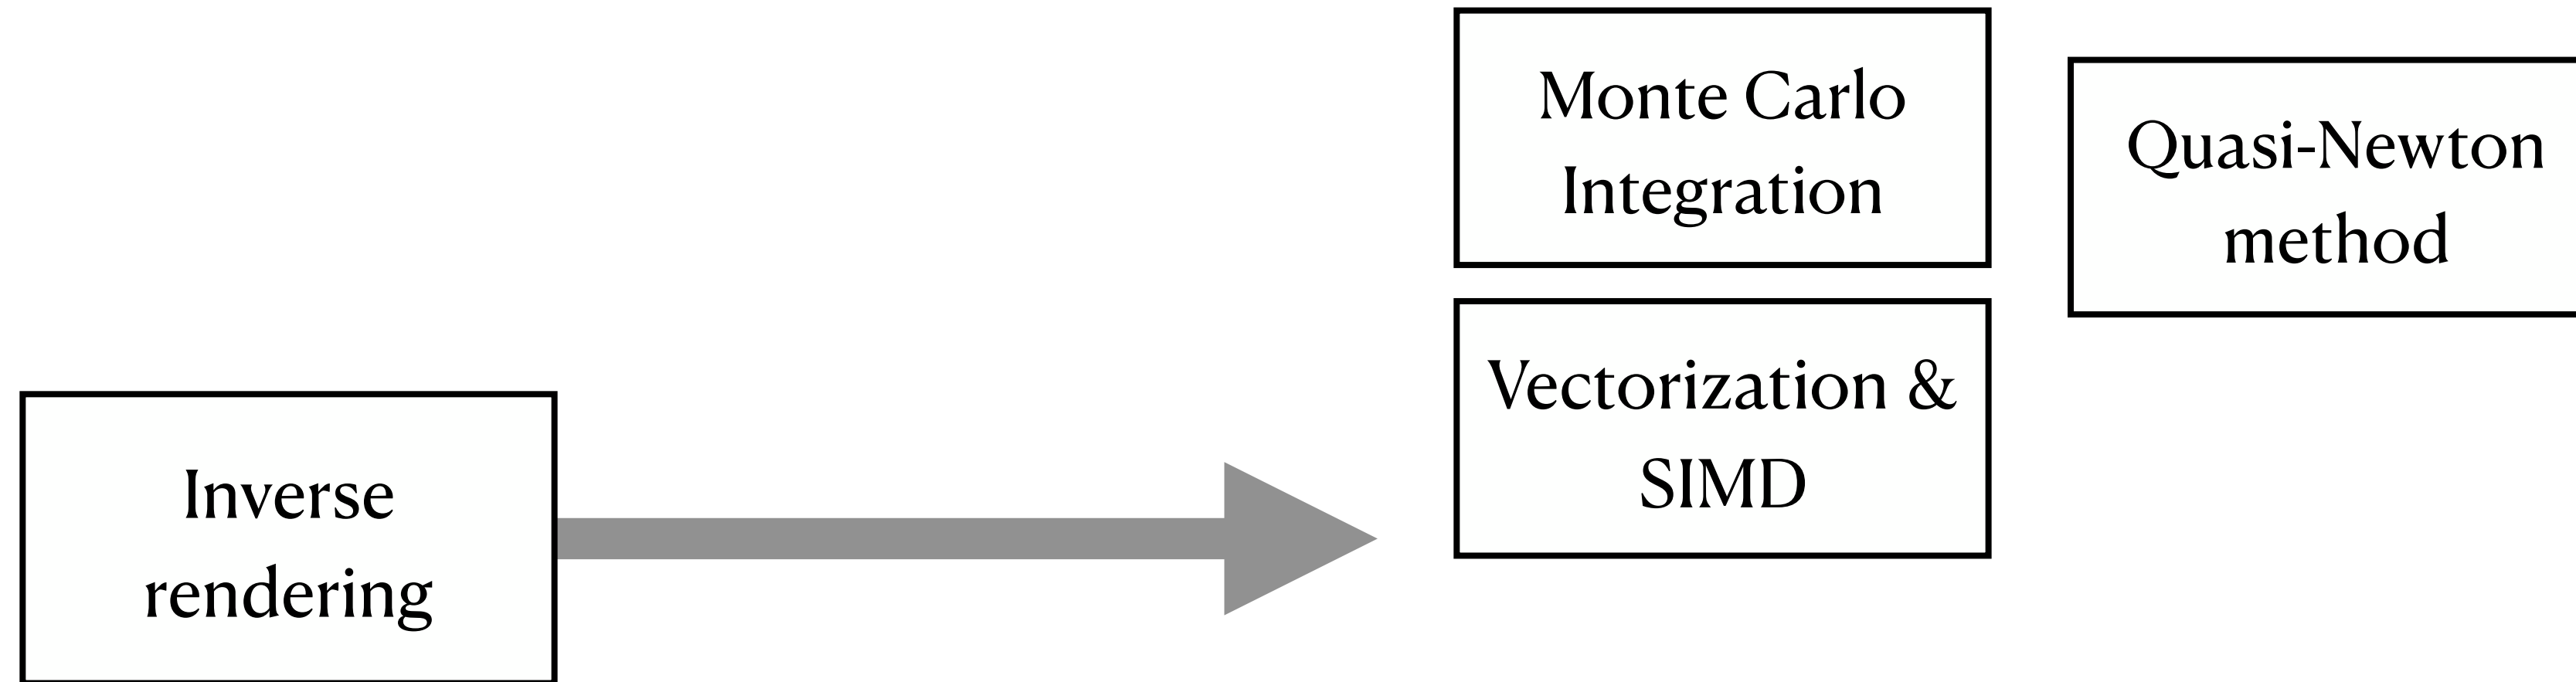 Monte Carlo
Integration
Quasi-Newton
method
Vectorization &
SIMD
Inverse
rendering